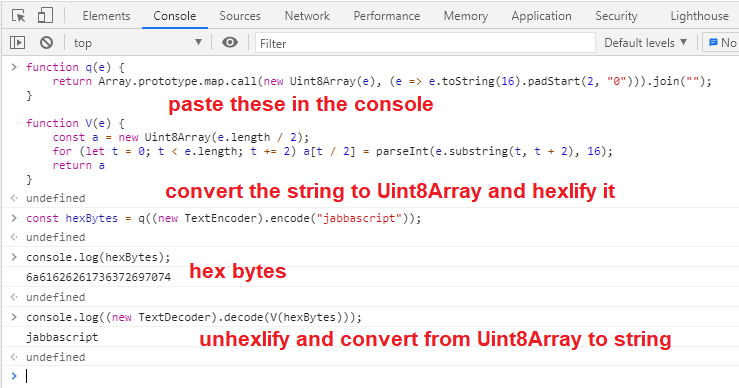 Elements Console Sources Network Performance Memory Application Security Lighthouse
top Filter Default levels No
> function q(e) {
return Array.prototype.map.call(new Uint8Array(e), (e => e.toString(16).padStart(2, "0"))).join("");
}
paste these in the console
function V(e) {
const a = new Uint8Array(e.length / 2);
for (let t = 0; t < e.length; t += 2) a[t / 2] = parseInt(e.substring(t, t + 2), 16);
return a
}
convert the string to Uint8Array and hexlify it
undefined
> const hexBytes = q((new TextEncoder).encode("jabbascript"));
undefined
> console.log(hexBytes);
6a61626261736372697074
hex bytes
undefined
> console.log((new TextDecoder).decode(V(hexBytes)));
jabbascript
unhexlify and convert from Uint8Array to string
undefined
>